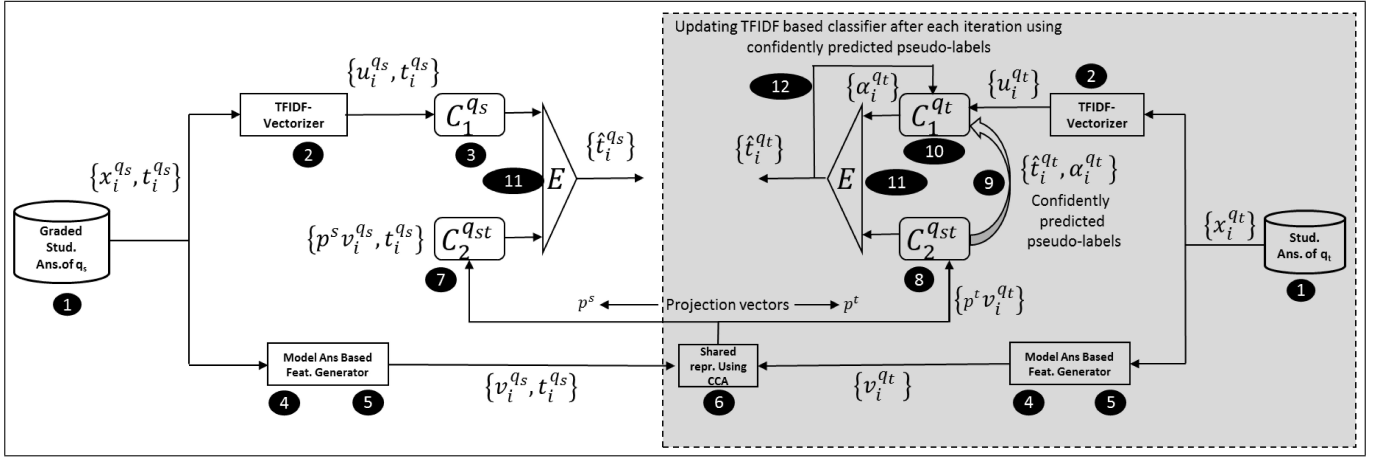 Updating TFIDF based classifier after each iteration using
confidently predicted pseudo-labels
{x_i^{q_s}, t_i^{q_s}}
Graded
Stud.
Ans.of q_s
1
TFIDF-
Vectorizer
2
{u_i^{q_s}, t_i^{q_s}}
C_1^{q_s}
3
11
E
{t̂_i^{q_s}}
{p^s v_i^{q_s}, t_i^{q_s}}
C_2^{q_{st}}
7
Model Ans Based
Feat. Generator
4
5
{v_i^{q_s}, t_i^{q_s}}
p^s
Projection vectors
p^t
Shared
repr. Using
CCA
6
12
{t̂_i^{q_t}}
E
11
{α_i^{q_t}}
C_1^{q_t}
10
{u_i^{q_t}}
2
TFIDF-
Vectorizer
9
{t̂_i^{q_t}, α_i^{q_t}}
Confidently
predicted
pseudo-labels
C_2^{q_{st}}
8
{p^t v_i^{q_t}}
{v_i^{q_t}}
Model Ans Based
Feat. Generator
4
5
{x_i^{q_t}}
Stud.
Ans. of q_t
1